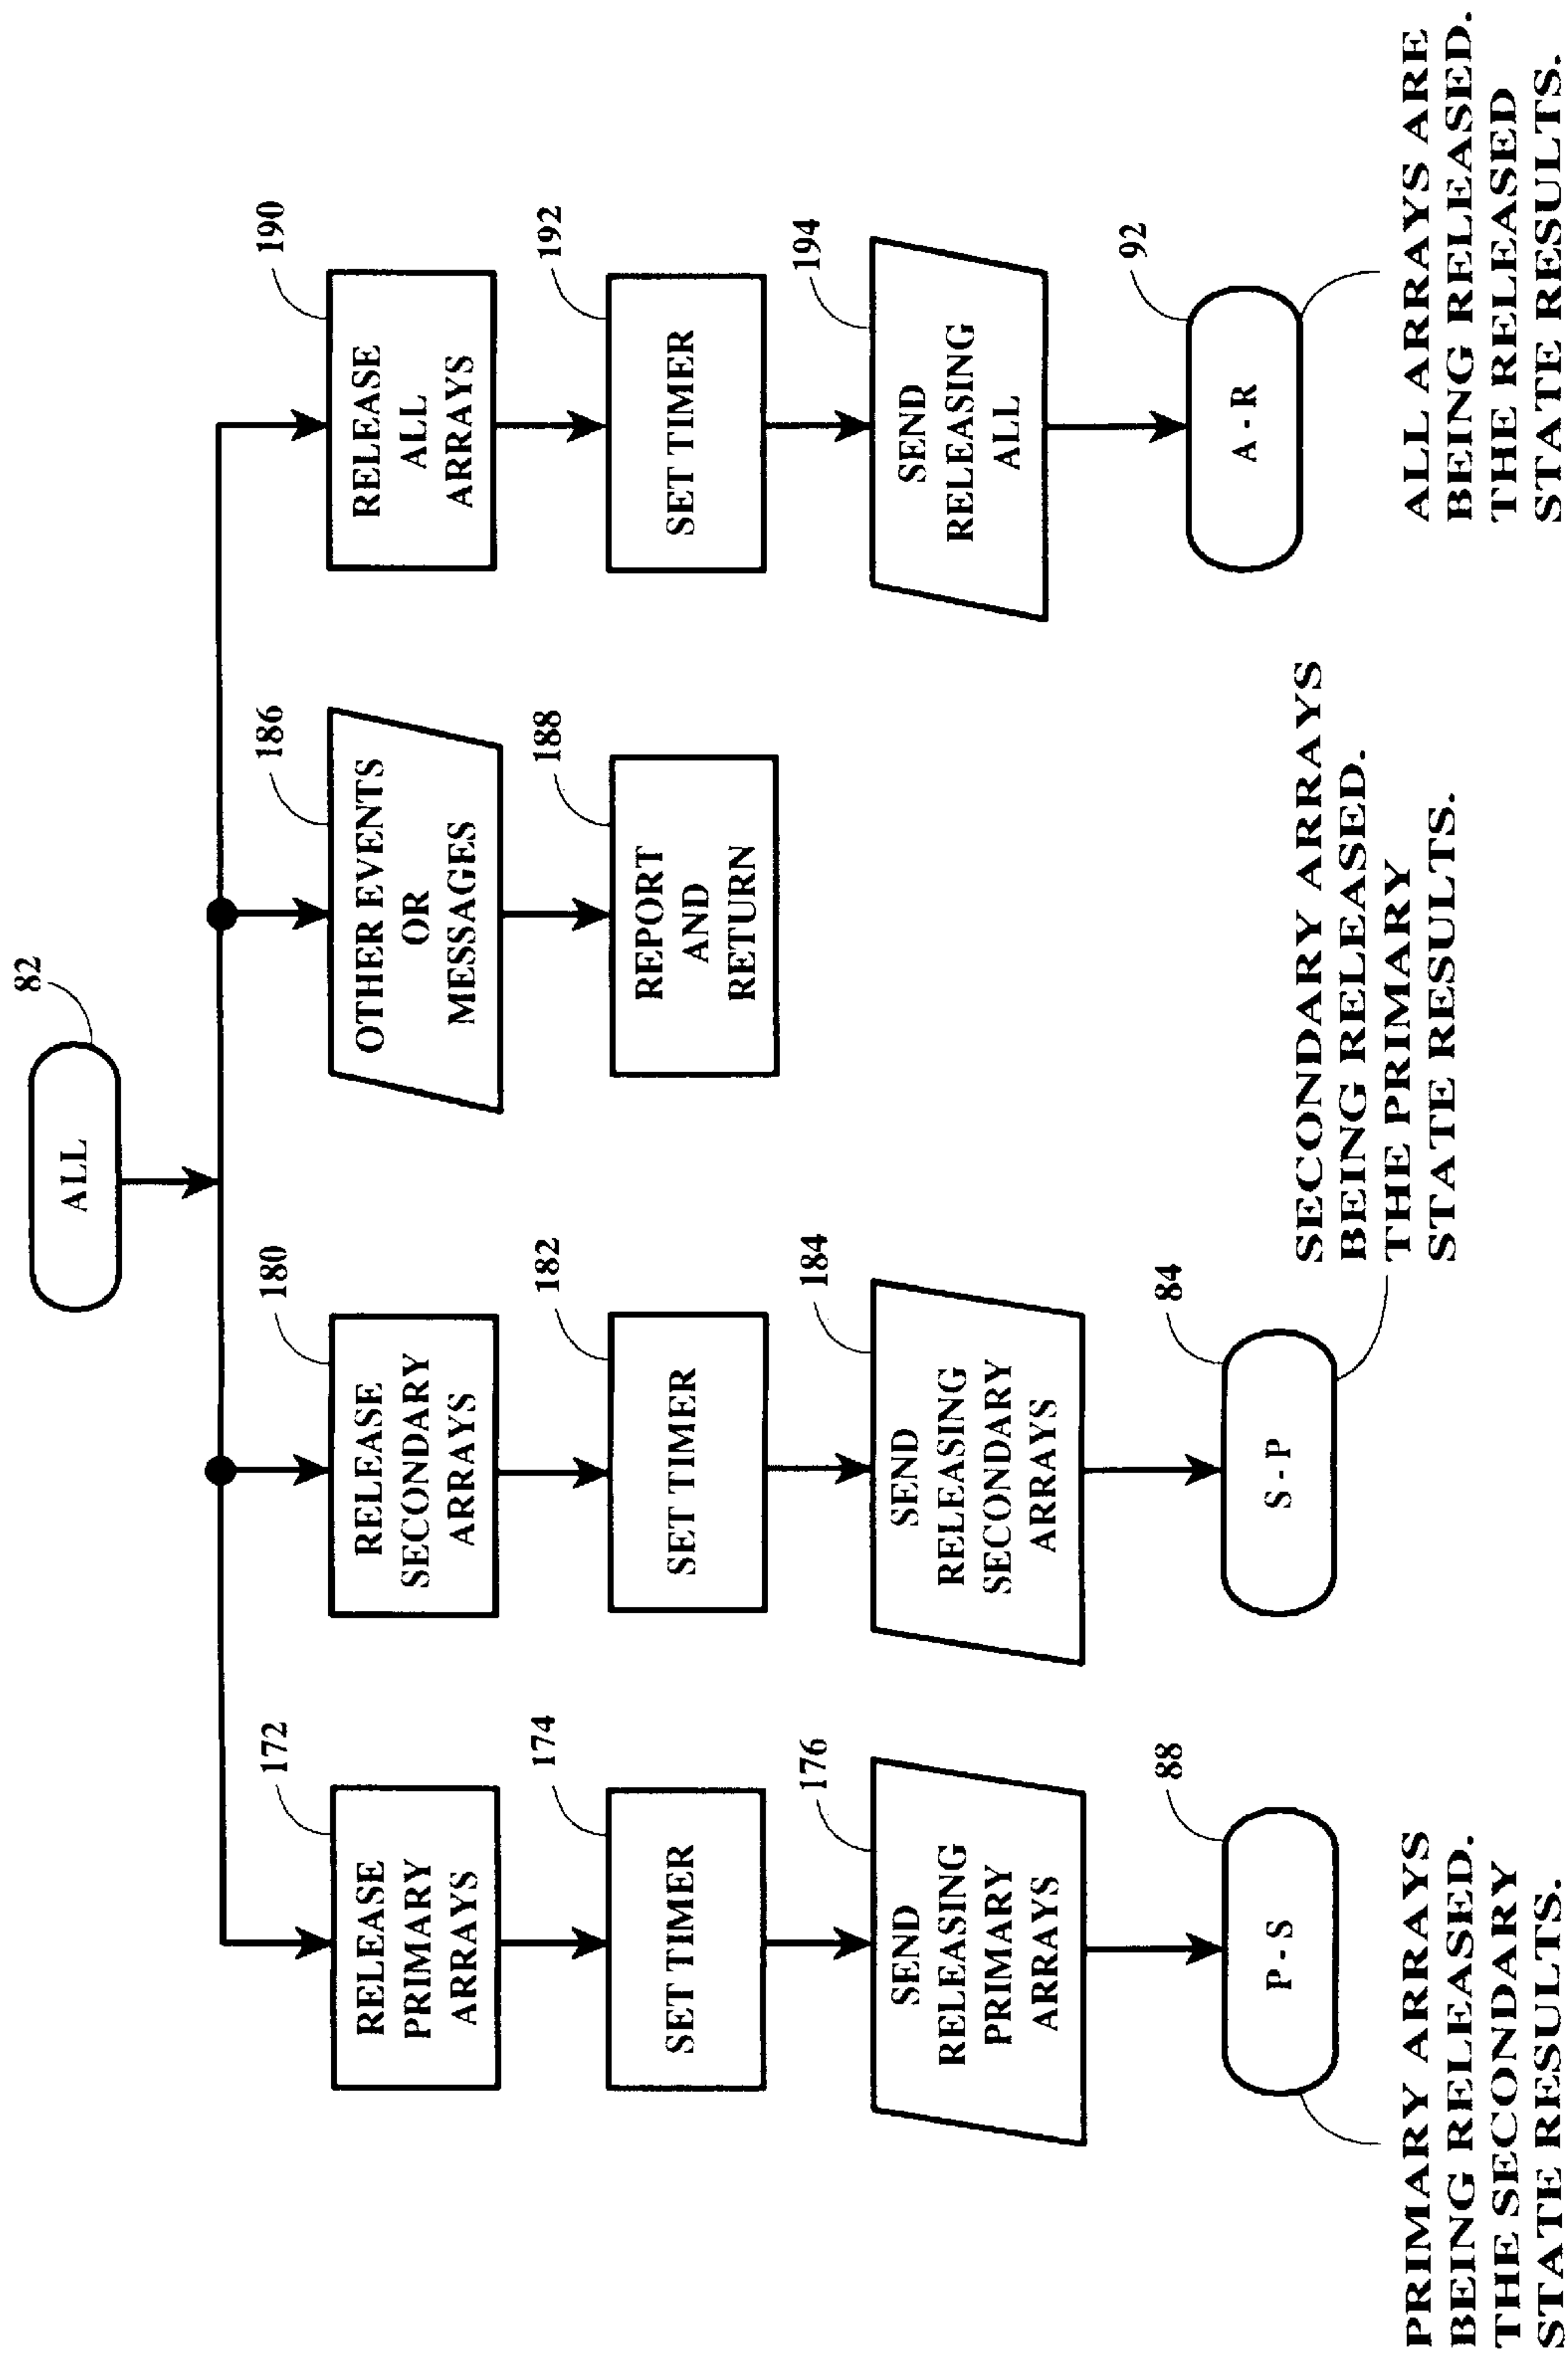 ALL
82
172
RELEASE
PRIMARY
ARRAYS
174
SET TIMER
176
SEND
RELEASING
PRIMARY
ARRAYS
88
P - S
PRIMARY ARRAYS
BEING RELEASED.
THE SECONDARY
STATE RESULTS.
180
RELEASE
SECONDARY
ARRAYS
182
SET TIMER
184
SEND
RELEASING
SECONDARY
ARRAYS
84
S - P
SECONDARY ARRAYS
BEING RELEASED.
THE PRIMARY
STATE RESULTS.
186
OTHER EVENTS
OR
MESSAGES
188
REPORT
AND
RETURN
190
RELEASE
ALL
ARRAYS
192
SET TIMER
194
SEND
RELEASING
ALL
92
A - R
ALL ARRAYS ARE
BEING RELEASED.
THE RELEASED
STATE RESULTS.